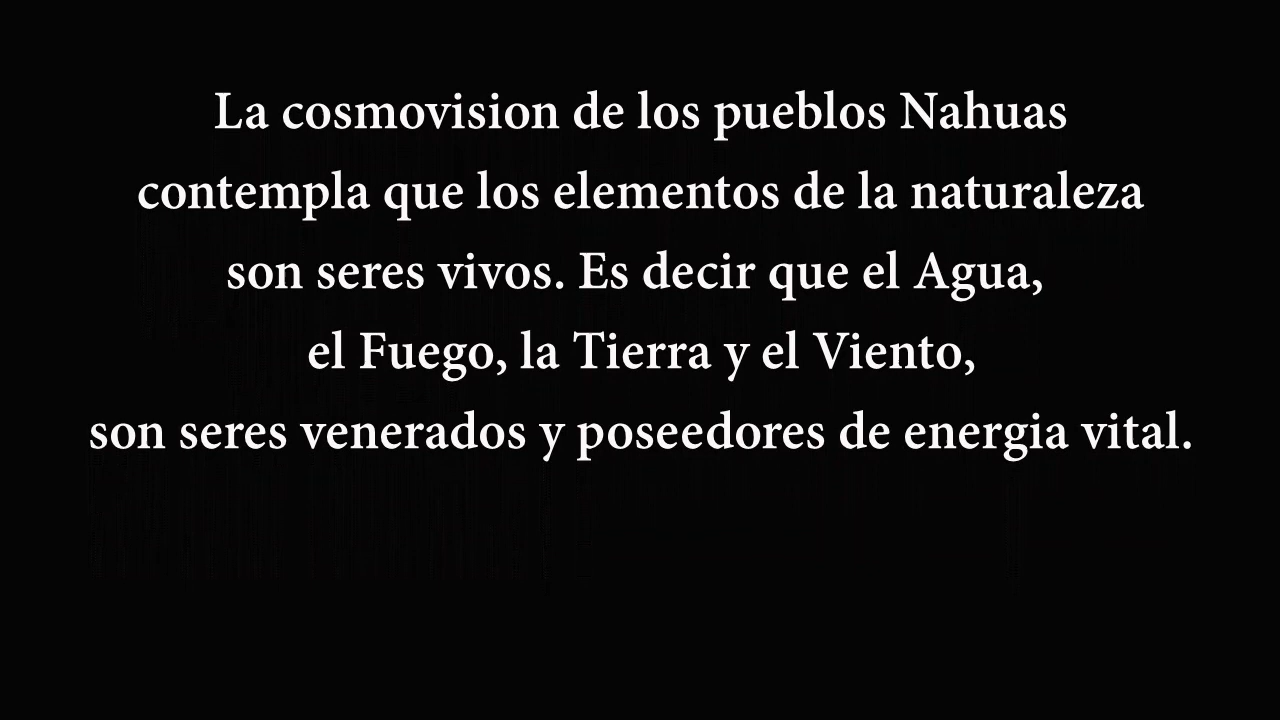 La cosmovision de los pueblos Nahuas
contempla que los elementos de la naturaleza
son seres vivos. Es decir que el Agua,
el Fuego, la Tierra y el Viento,
son seres venerados y poseedores de energia vital.